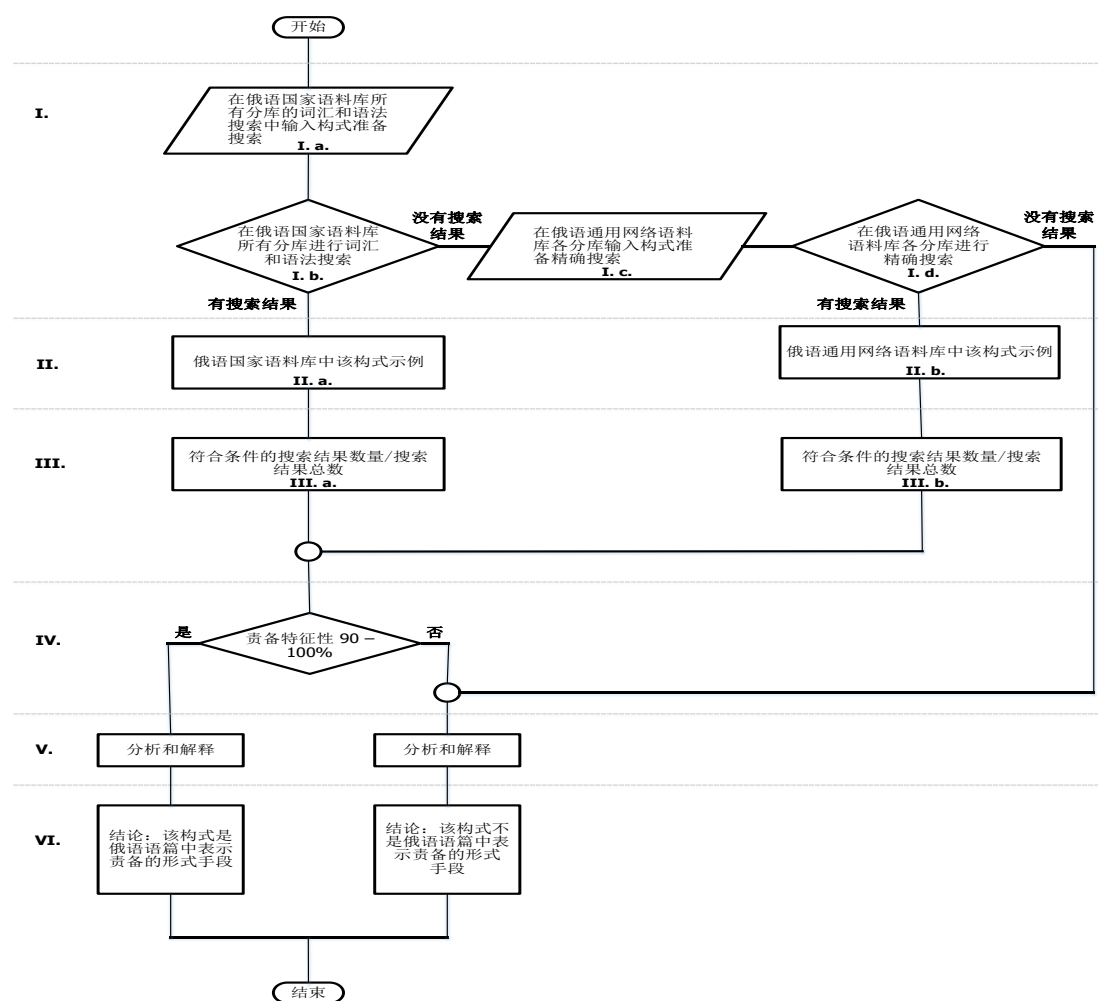 开始
I.
在俄语国家语料库所
有分库的词汇和语法
搜索中输入构式准备
搜索
I. a.
在俄语国家语料库
所有分库进行词汇
和语法搜索
I. b.
没有搜索
结果
在俄语通用网络语料
库各分库输入构式准
备精确搜索
I. c.
在俄语通用网络
语料库各分库进行
精确搜索
I. d.
没有搜索
结果
有搜索结果
有搜索结果
II.
俄语国家语料库中该构式示例
II. a.
俄语通用网络语料库中该构式示例
II. b.
III.
符合条件的搜索结果数量/搜索
结果总数
III. a.
符合条件的搜索结果数量/搜索
结果总数
III. b.
IV.
是
责备特征性 90 –
100%
否
V.
分析和解释
分析和解释
VI.
结论：该构式是
俄语语篇中表示
责备的形式手段
结论：该构式不
是俄语语篇中表
示责备的形式
手段
结束